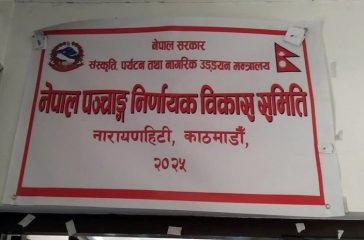 नेपाल सरकार
संस्कृति, पर्यटन तथा नागरिक उड्डयन मन्त्रालय
नेपाल पञ्चाङ्ग निर्णायक विकास समिति
नारायणहिटी, काठमाडौँ,
२०२५